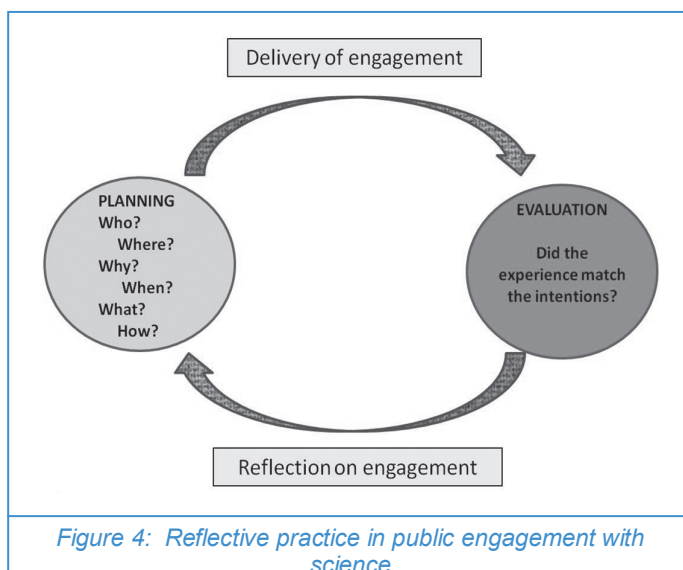 Delivery of engagement
PLANNING
Who?
Where?
Why?
When?
What?
How?
EVALUATION
Did the
experience match
the intentions?
Reflection on engagement
Figure 4: Reflective practice in public engagement with
science